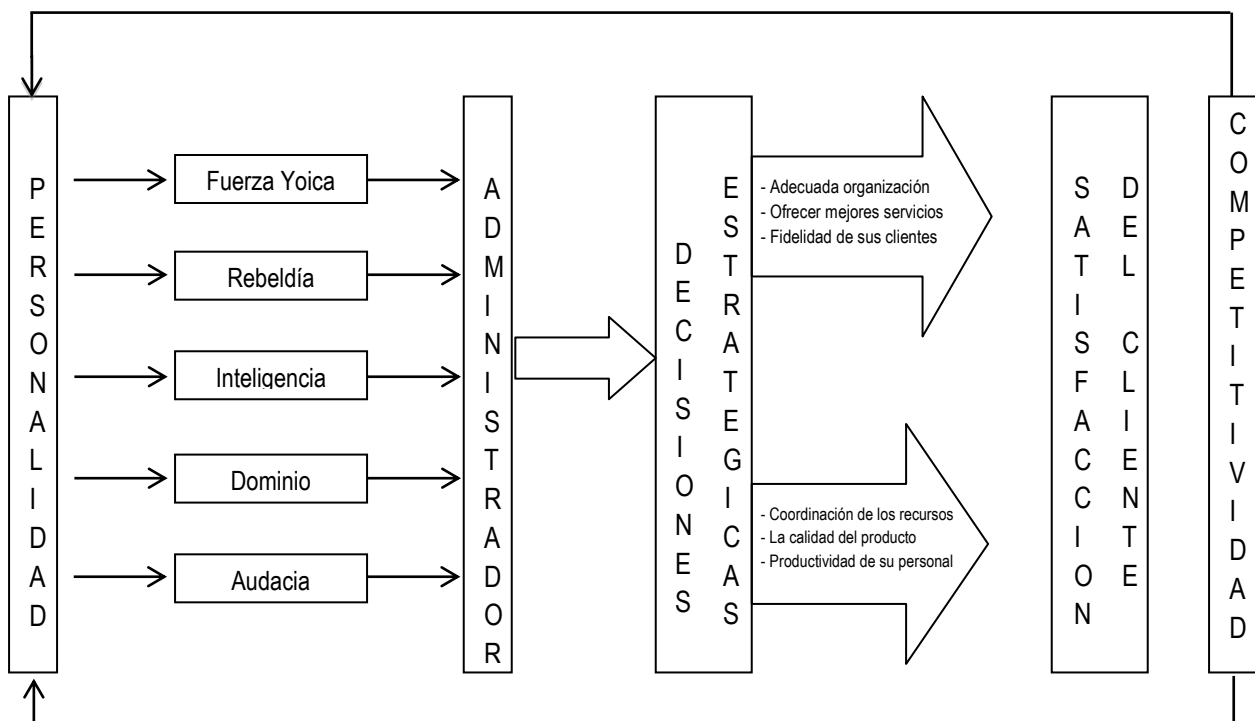 PERSONALIDAD
Fuerza Yoica
Rebeldía
Inteligencia
Dominio
Audacia
ADMINISTRADOR
DECISIONES
ESTRATEGICAS
- Adecuada organización
- Ofrecer mejores servicios
- Fidelidad de sus clientes
- Coordinación de los recursos
- La calidad del producto
- Productividad de su personal
SATISFACCION
DEL CLIENTE
COMPETITIVIDAD